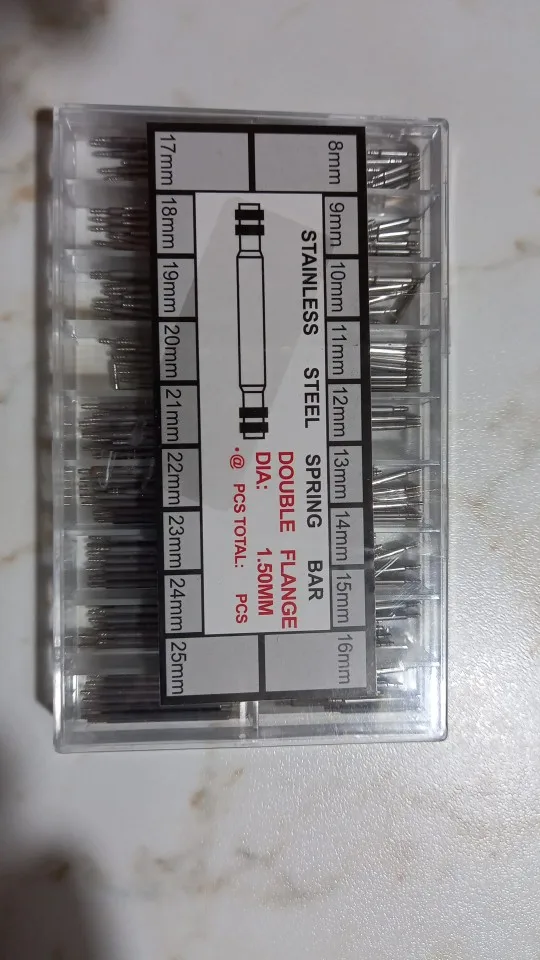 8mm
9mm
10mm
11mm
12mm
13mm
14mm
15mm
16mm
STAINLESS STEEL SPRING BAR
DOUBLE FLANGE
DIA: 1.50MM
·@ PCS TOTAL: PCS
17mm
18mm
19mm
20mm
21mm
22mm
23mm
24mm
25mm